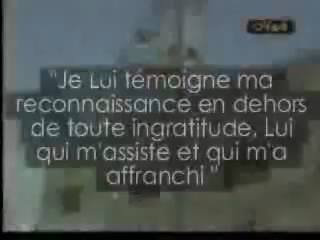 "Je Lui témoigne ma
reconnaissance en dehors
de toute ingratitude, Lui
qui m'assiste et qui m'a
affranchi"